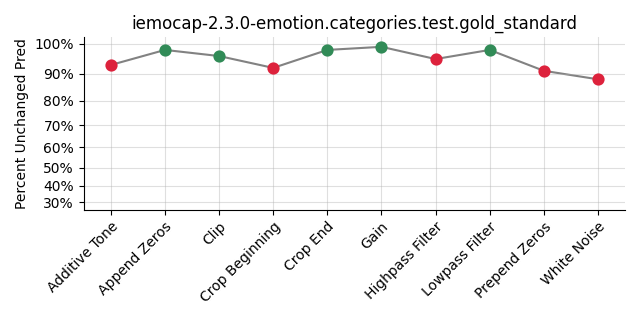 iemocap-2.3.0-emotion.categories.test.gold_standard
Percent Unchanged Pred
100%
90%
80%
70%
60%
50%
40%
30%
Additive Tone
Append Zeros
Clip
Crop Beginning
Crop End
Gain
Highpass Filter
Lowpass Filter
Prepend Zeros
White Noise